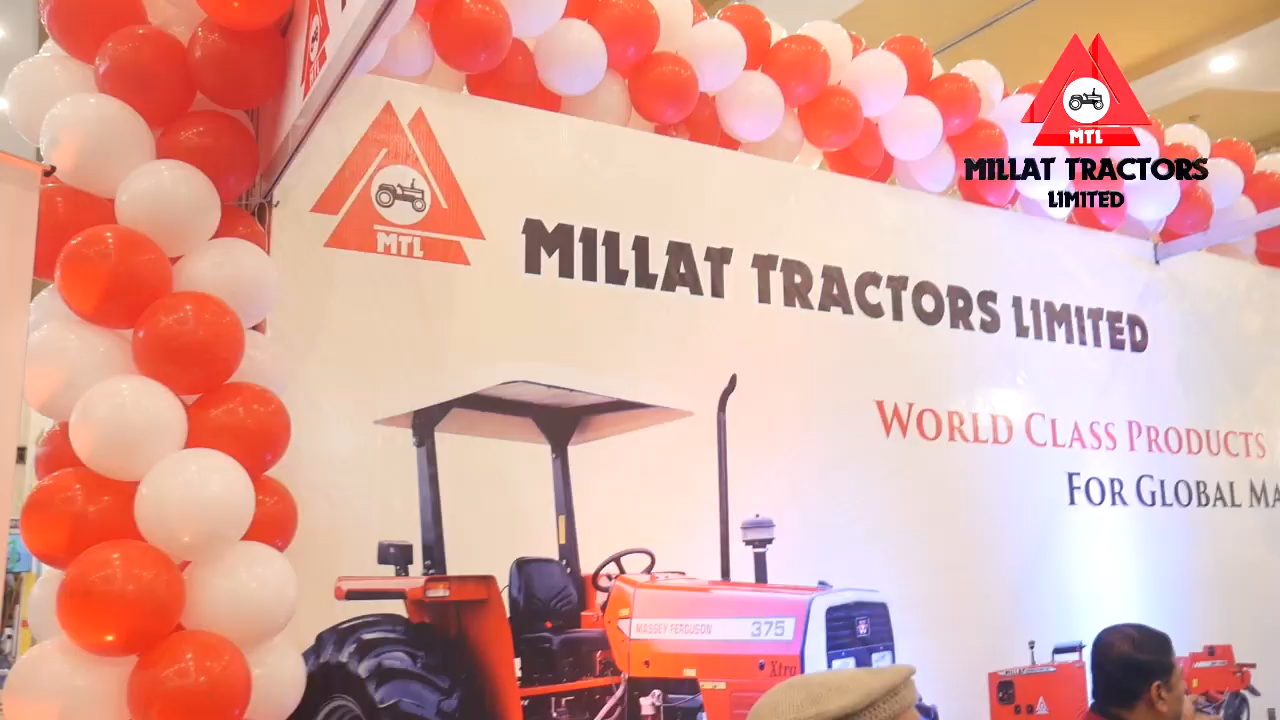 MTL
MILLAT TRACTORS
LIMITED
MTL
MILLAT TRACTORS LIMITED
WORLD CLASS PRODUCTS
FOR GLOBAL MA
MASSEY FERGUSON 375
Xtra